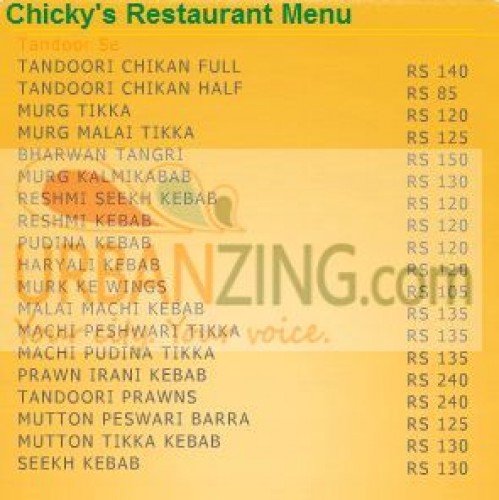 Chicky's Restaurant Menu
Tandoor Se
TANDOORI CHIKAN FULL RS 140
TANDOORI CHIKAN HALF RS 85
MURG TIKKA RS 120
MURG MALAI TIKKA RS 125
BHARWAN TANGRI RS 150
MURG KALMIKABAB RS 130
RESHMI SEEKH KEBAB RS 120
RESHMI KEBAB RS 120
PUDINA KEBAB RS 120
HARYALI KEBAB RS 120
MURK KE WINGS RS 105
MALAI MACHI KEBAB RS 135
MACHI PESHWARI TIKKA RS 135
MACHI PUDINA TIKKA RS 135
PRAWN IRANI KEBAB RS 240
TANDOORI PRAWNS RS 240
MUTTON PESWARI BARRA RS 125
MUTTON TIKKA KEBAB RS 130
SEEKH KEBAB RS 130
URBANZING.com
Your city. Your voice.